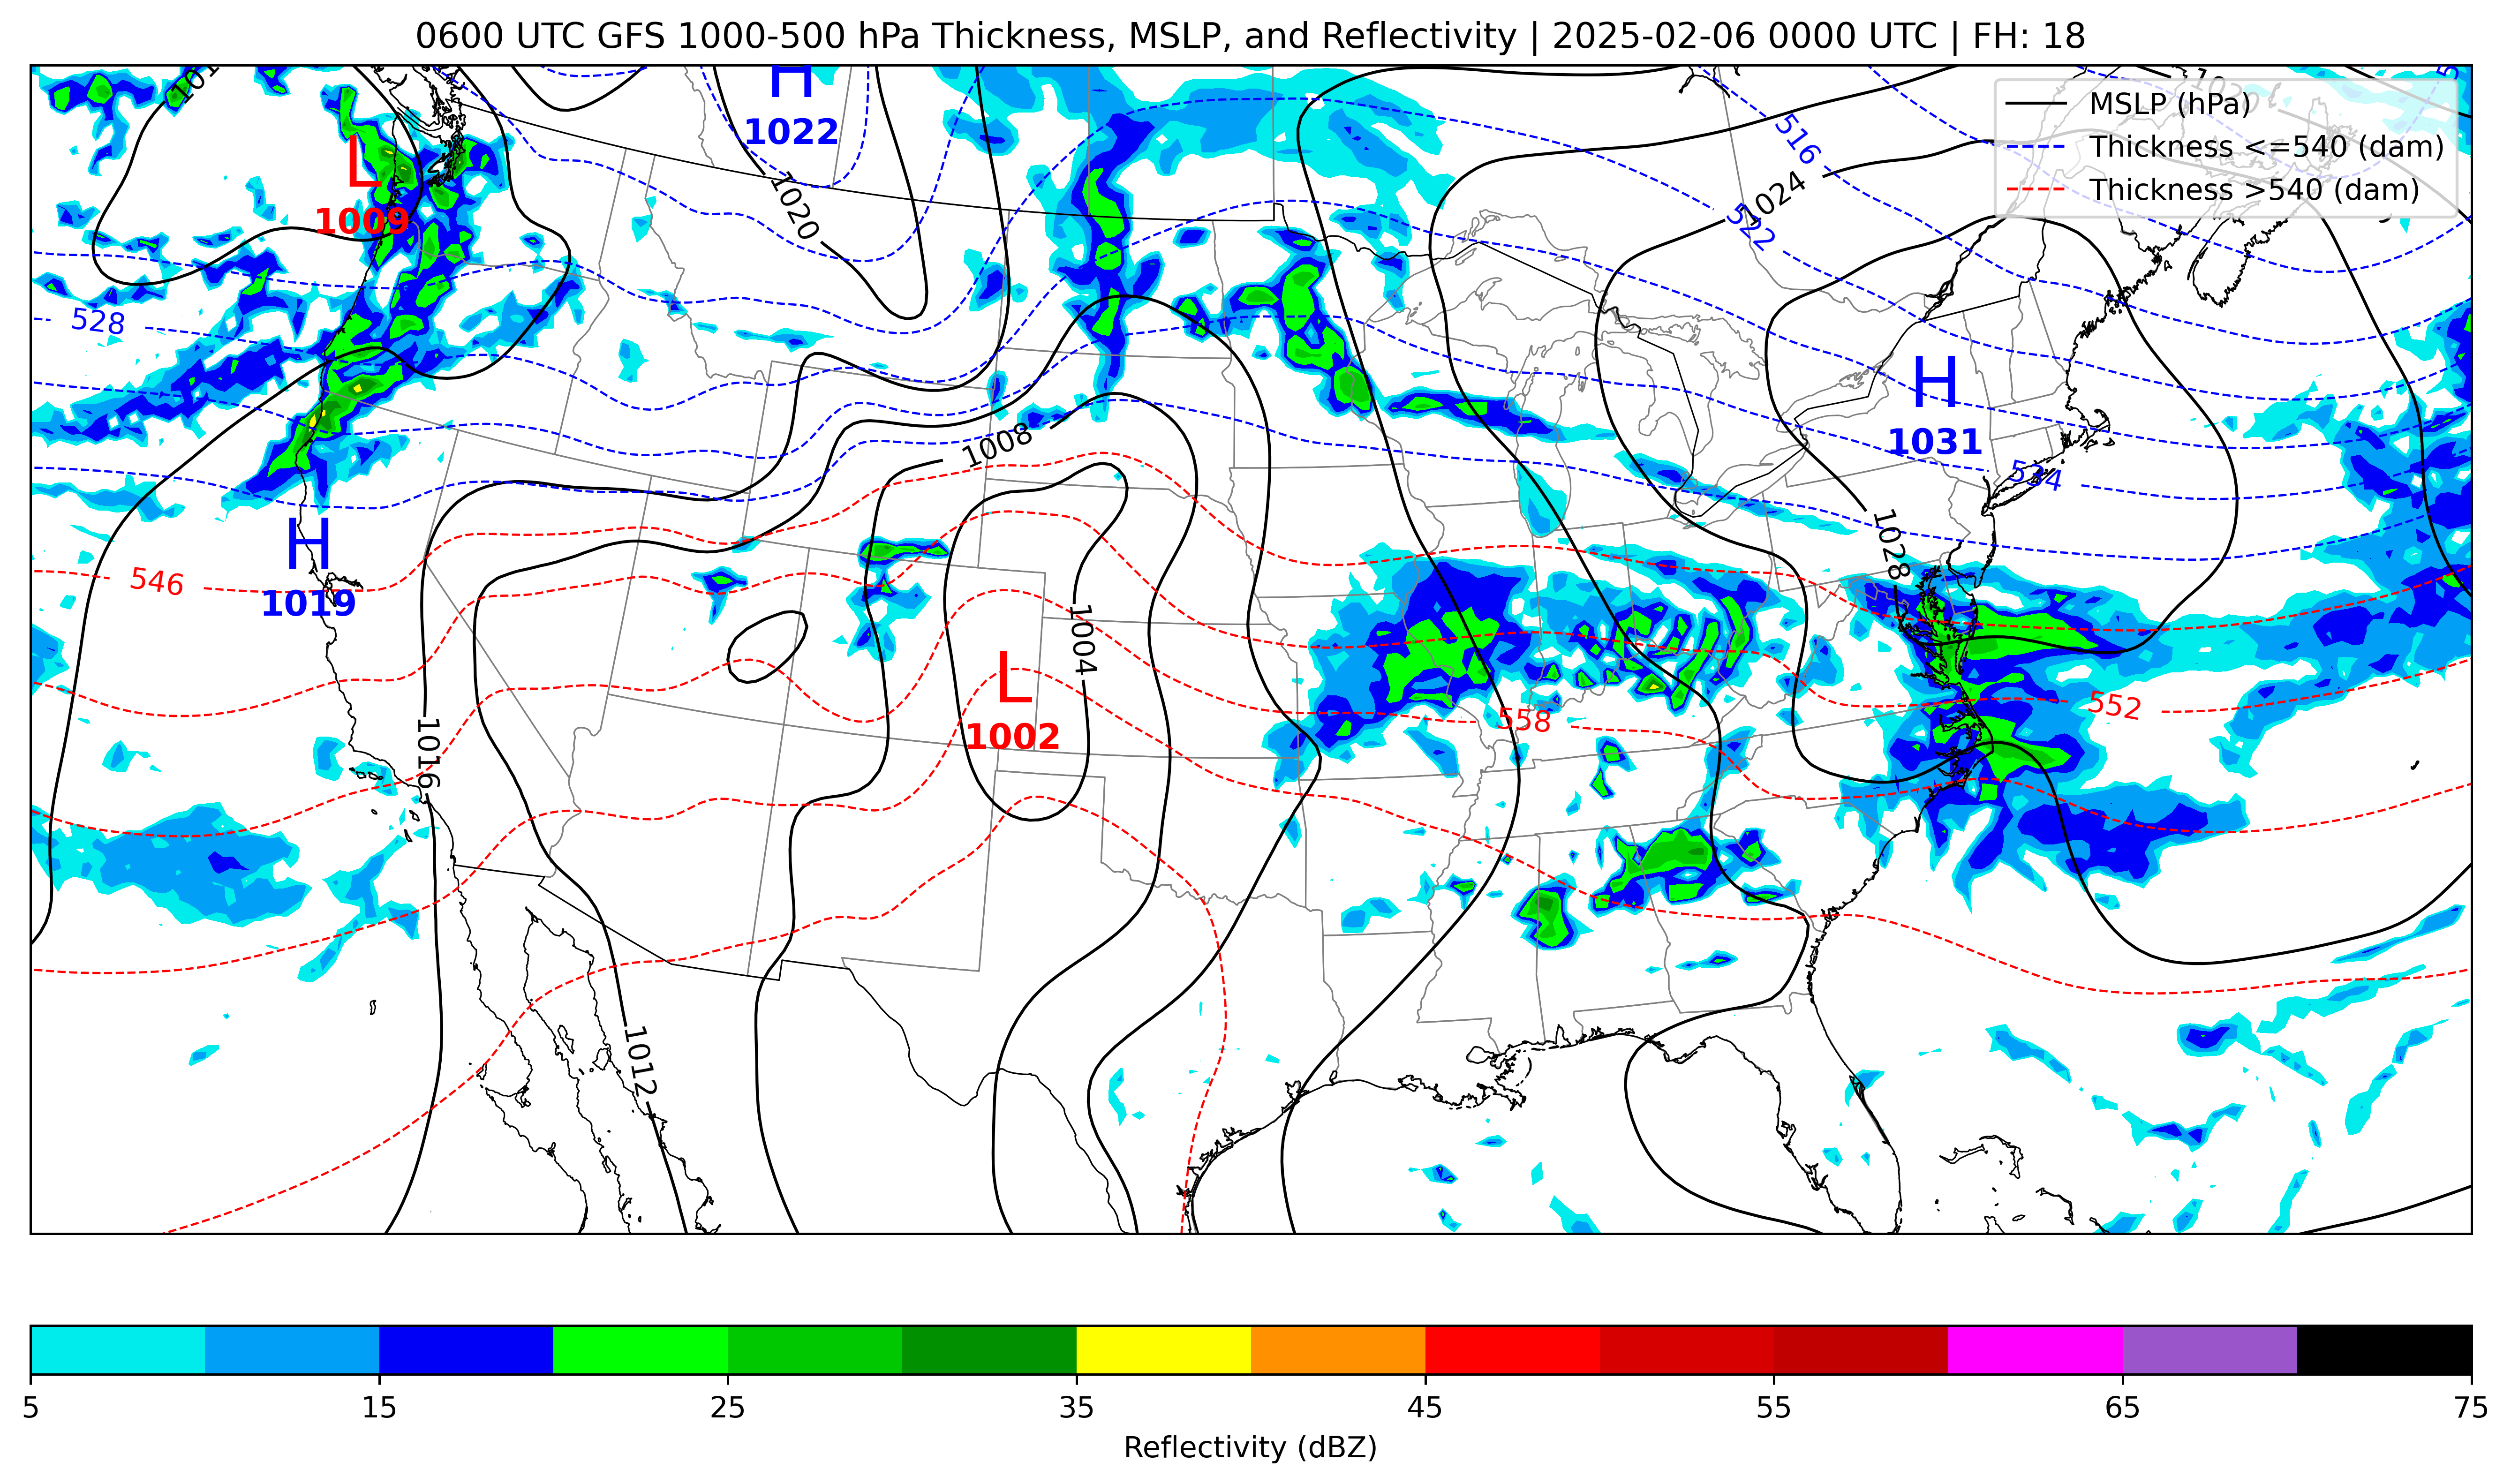 0600 UTC GFS 1000-500 hPa Thickness, MSLP, and Reflectivity | 2025-02-06 0000 UTC | FH: 18
MSLP (hPa)
Thickness <=540 (dam)
Thickness >540 (dam)
H
1022
1020
1020
516
L
1009
1024
522
528
H
1031
1008
534
H
1019
546
1028
1004
L
1002
558
552
1016
1012
5 15 25 35 45 55 65 75
Reflectivity (dBZ)